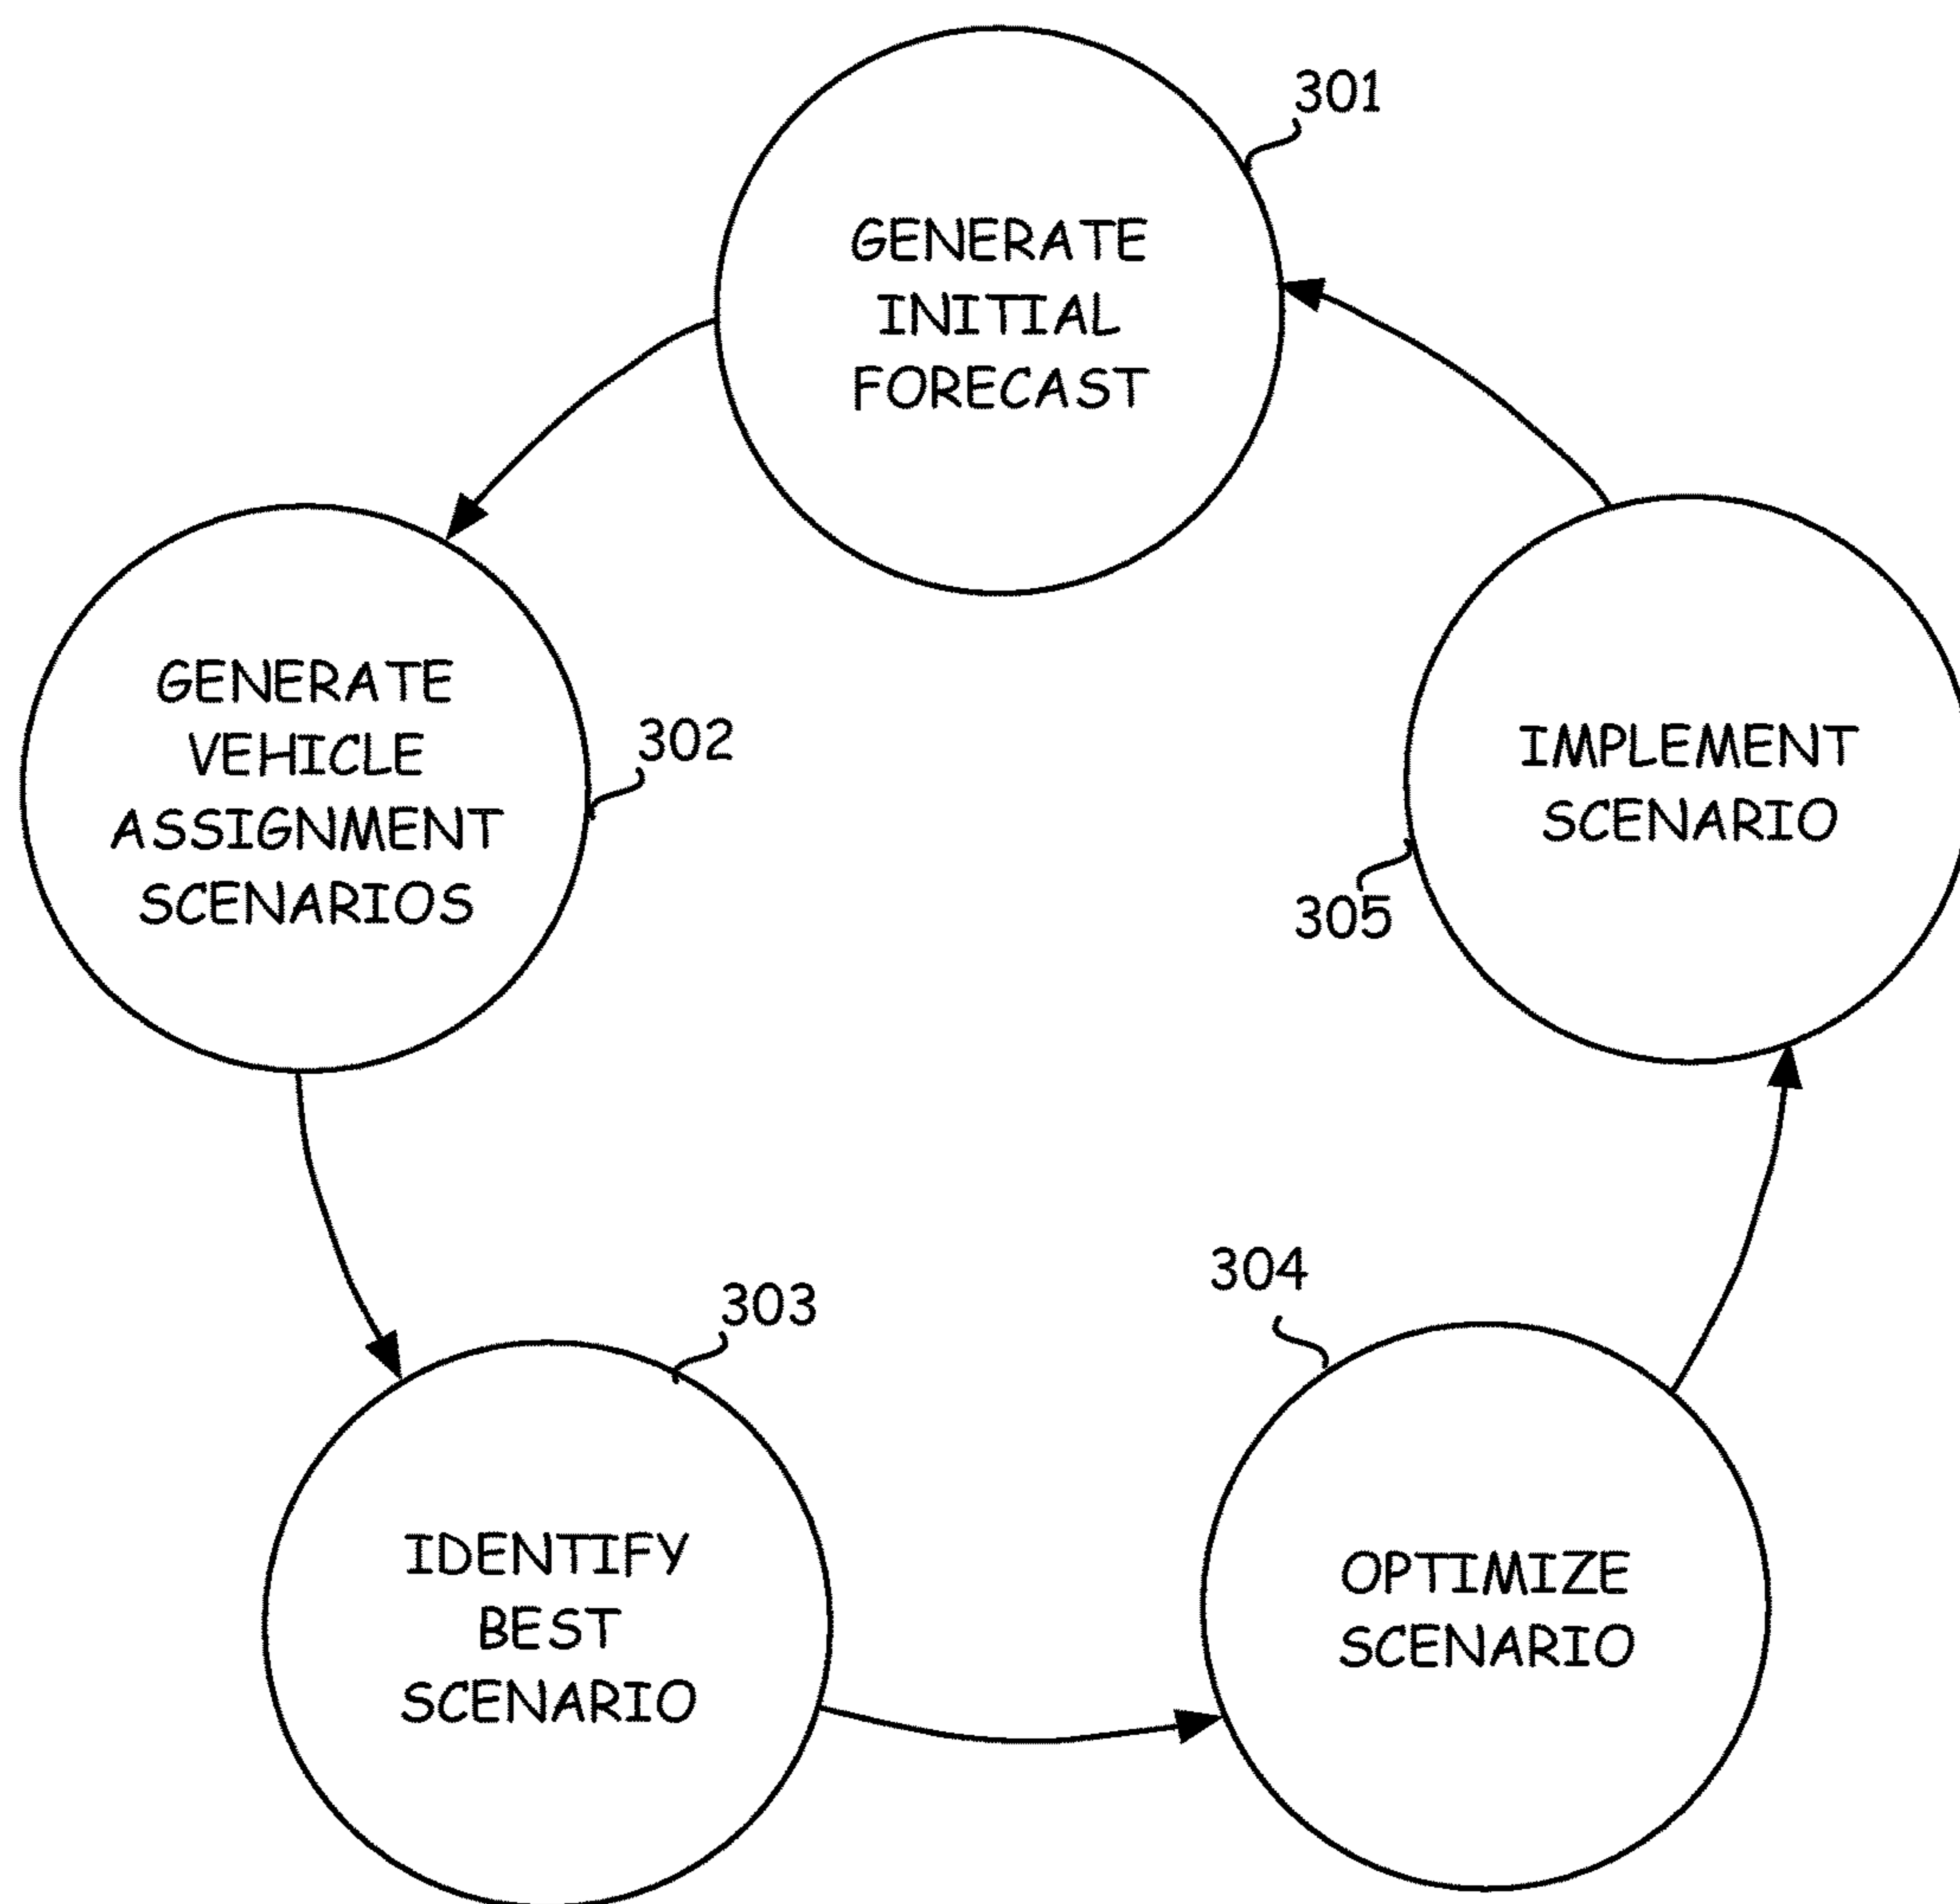 301
GENERATE
INITIAL
FORECAST
GENERATE
VEHICLE
ASSIGNMENT
SCENARIOS
302
IMPLEMENT
SCENARIO
305
303
IDENTIFY
BEST
SCENARIO
304
OPTIMIZE
SCENARIO